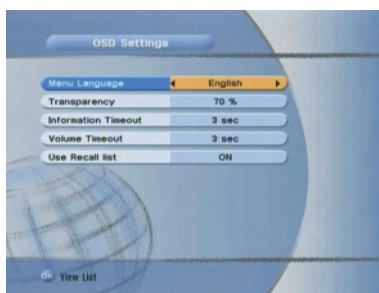 OSD Settings
Menu Language English
Transparency 70 %
Information Timeout 3 sec
Volume Timeout 3 sec
Use Recall list ON
OK View List